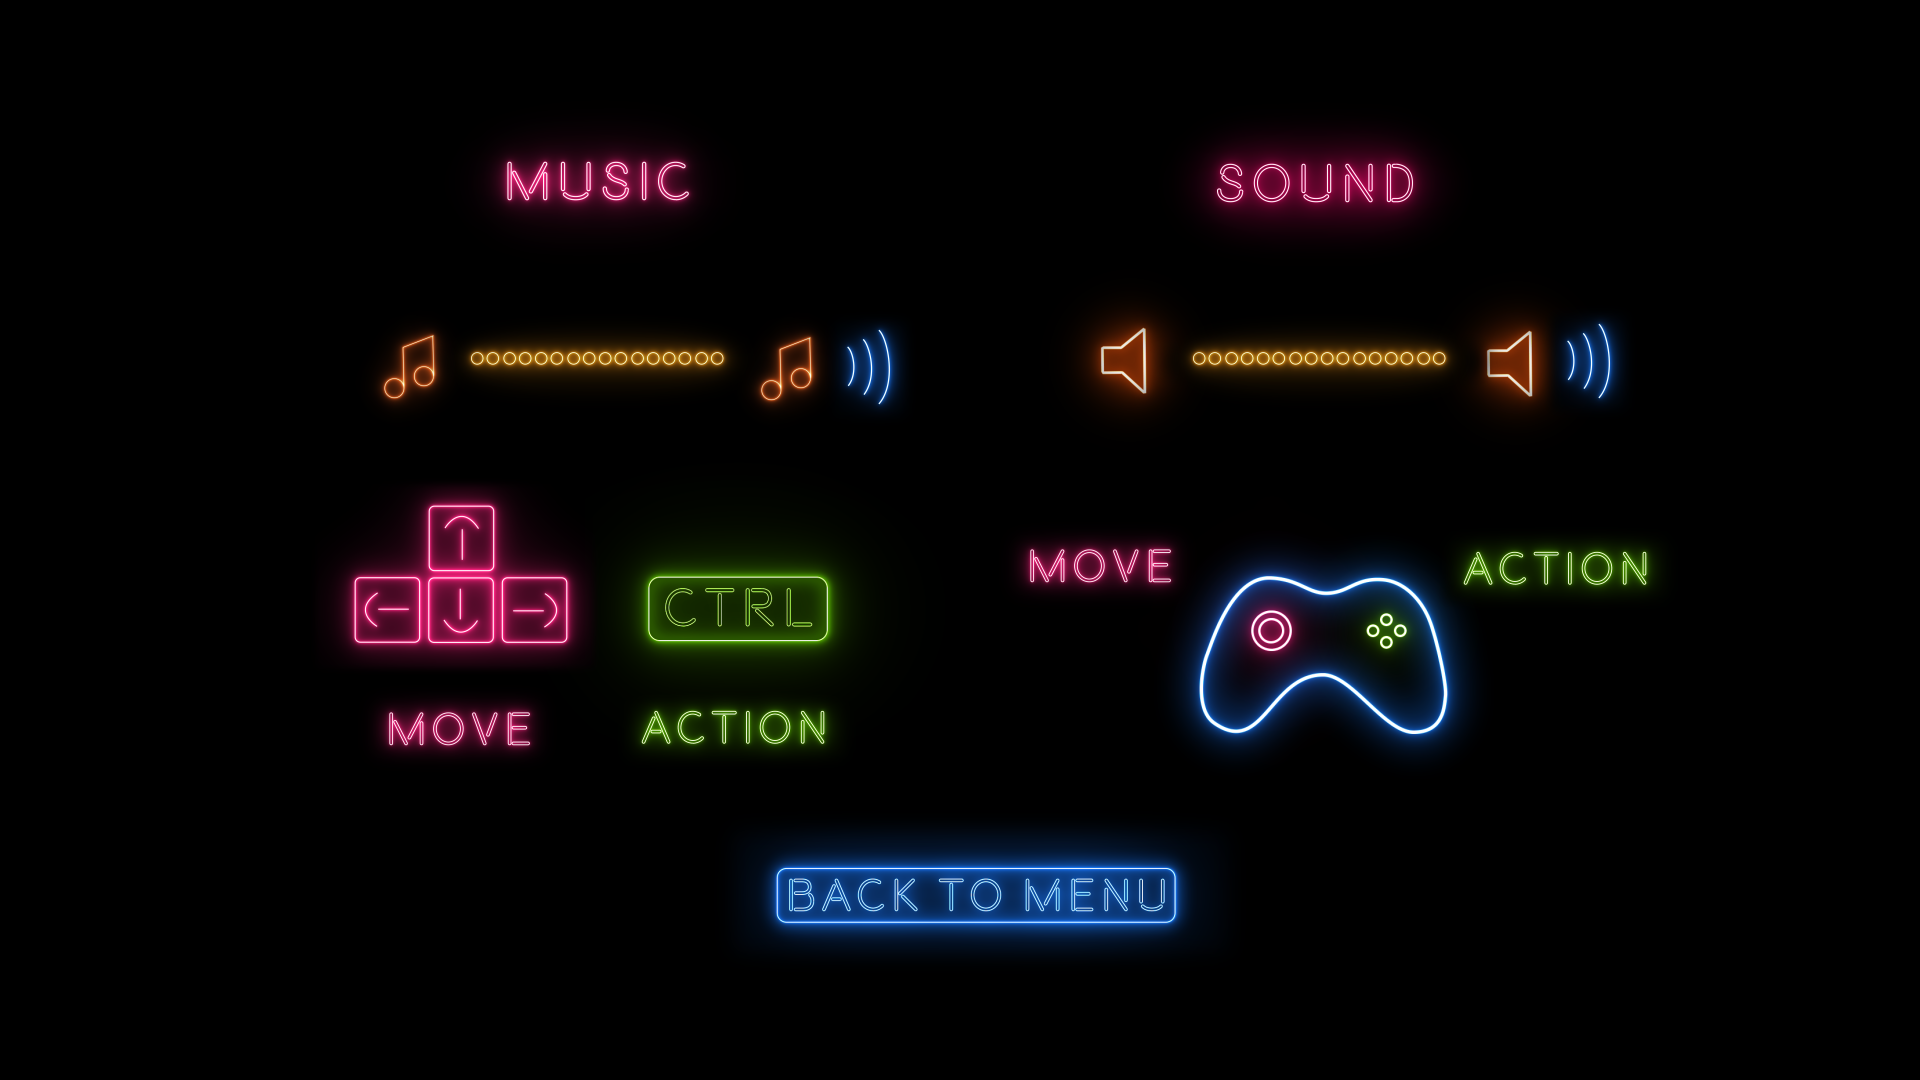 MUSIC
SOUND
CTRL
MOVE
ACTION
MOVE
ACTION
BACK TO MENU